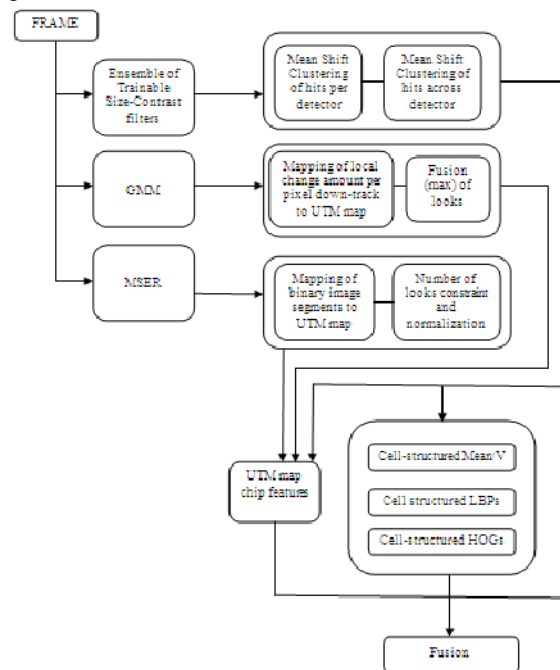 FRAME
Ensemble of
Trainable
Size-Contrast
filters
Mean Shift
Clustering
of hits per
detector
Mean Shift
Clustering of
hits across
detector
GMM
Mapping of local
change amount per
pixel down-track
to UTM map
Fusion
(max) of
looks
MSER
Mapping of
binary image
segments to
UTM map
Number of
looks constraint
and
normalization
UTM map
chip features
Cell-structured Mean/V
Cell structured LBPs
Cell-structured HOGs
Fusion